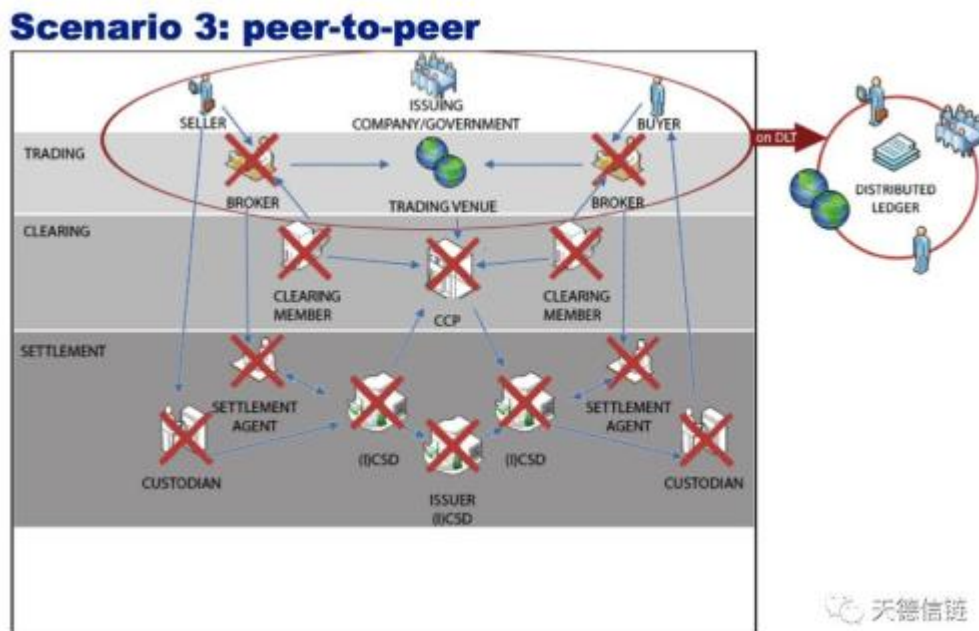 Scenario 3: peer-to-peer
SELLER
ISSUING
COMPANY/GOVERNMENT
BUYER
on DLT
TRADING
BROKER
TRADING VENUE
BROKER
DISTRIBUTED
LEDGER
CLEARING
CLEARING
MEMBER
CCP
CLEARING
MEMBER
SETTLEMENT
SETTLEMENT
AGENT
(I)CSD
(I)CSD
SETTLEMENT
AGENT
CUSTODIAN
ISSUER
(I)CSD
CUSTODIAN
天德信链